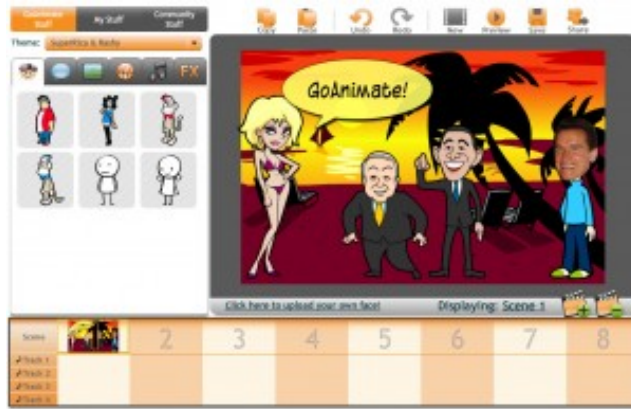 GoAnimate Stuff
My Stuff
Community Stuff
Copy
Paste
Undo
Redo
New
Preview
Save
Share
Theme:
FX
GoAnimate!
Click here to upload your own face!
Displaying: Scene 1
Scene
2
3
4
5
6
7
8
Track 1
Track 2
Track 3
Track 4